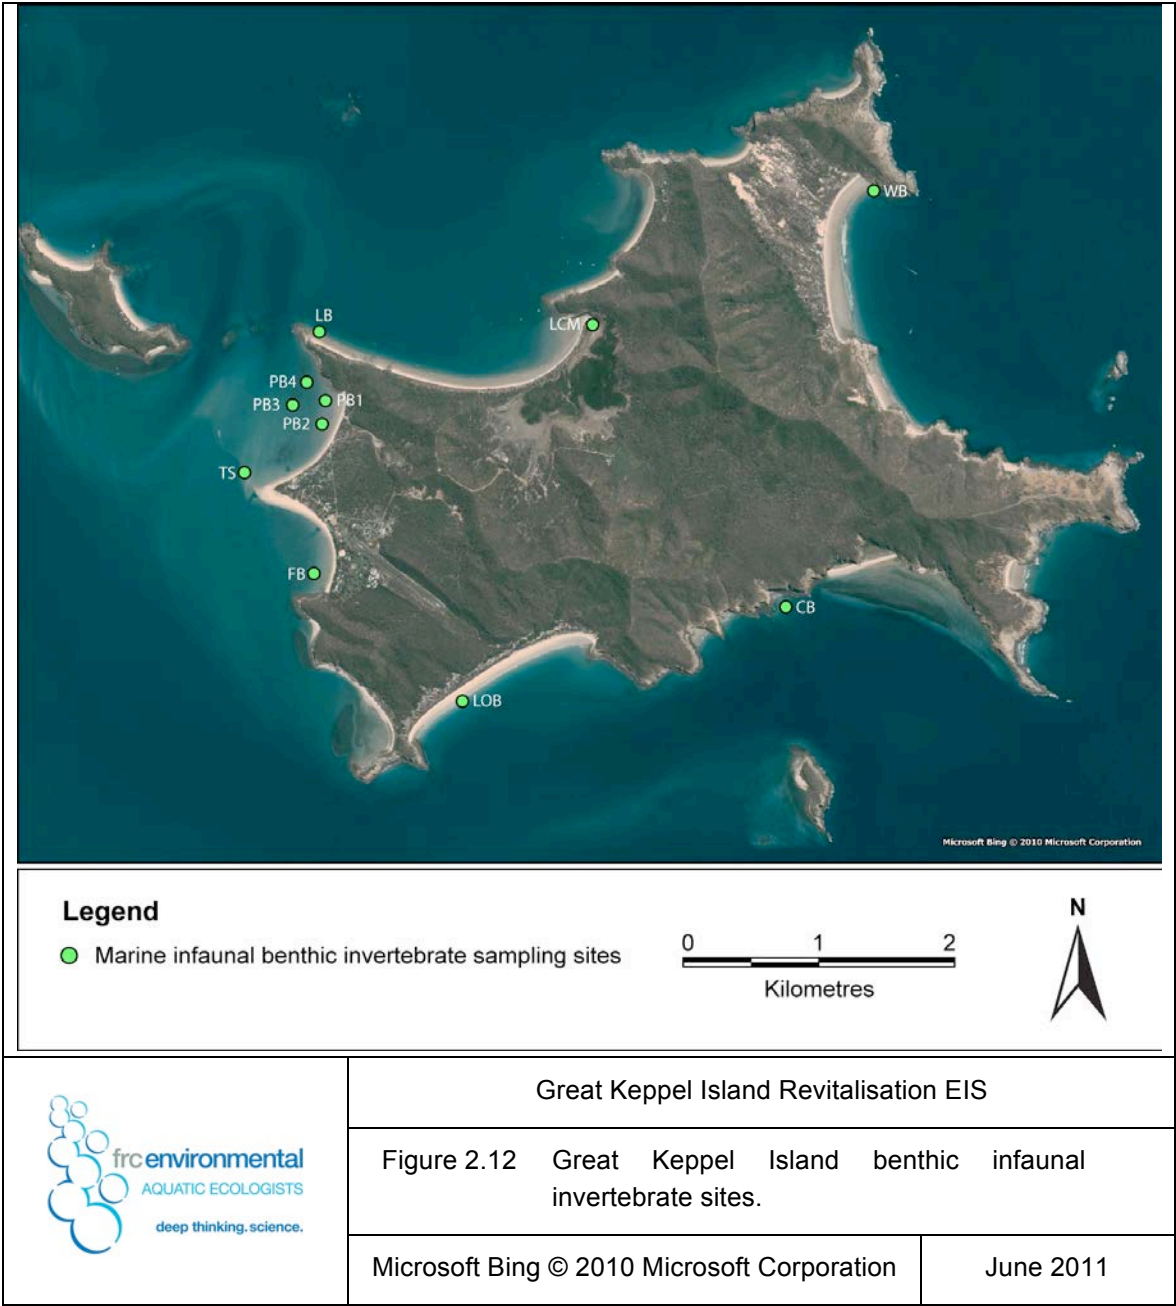 WB
LB
LCM
PB4
PB1
PB3
PB2
TS
FB
CB
LOB
Microsoft Bing © 2010 Microsoft Corporation
Legend
Marine infaunal benthic invertebrate sampling sites
0 1 2
Kilometres
N
frcenvironmental
AQUATIC ECOLOGISTS
deep thinking. science.
Great Keppel Island Revitalisation EIS
Figure 2.12 Great Keppel Island benthic infaunal
invertebrate sites.
Microsoft Bing © 2010 Microsoft Corporation
June 2011